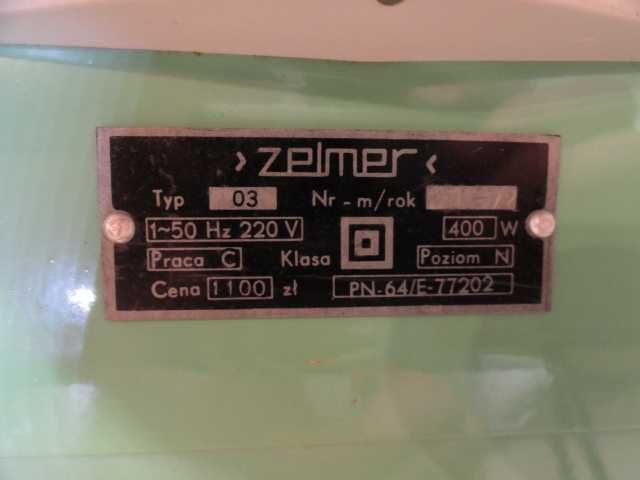 › zelmer ‹
Typ 03 Nr - m/rok
1~50 Hz 220 V 400 W
Praca C Klasa Poziom N
Cena 1100 zł PN-64/E-77202